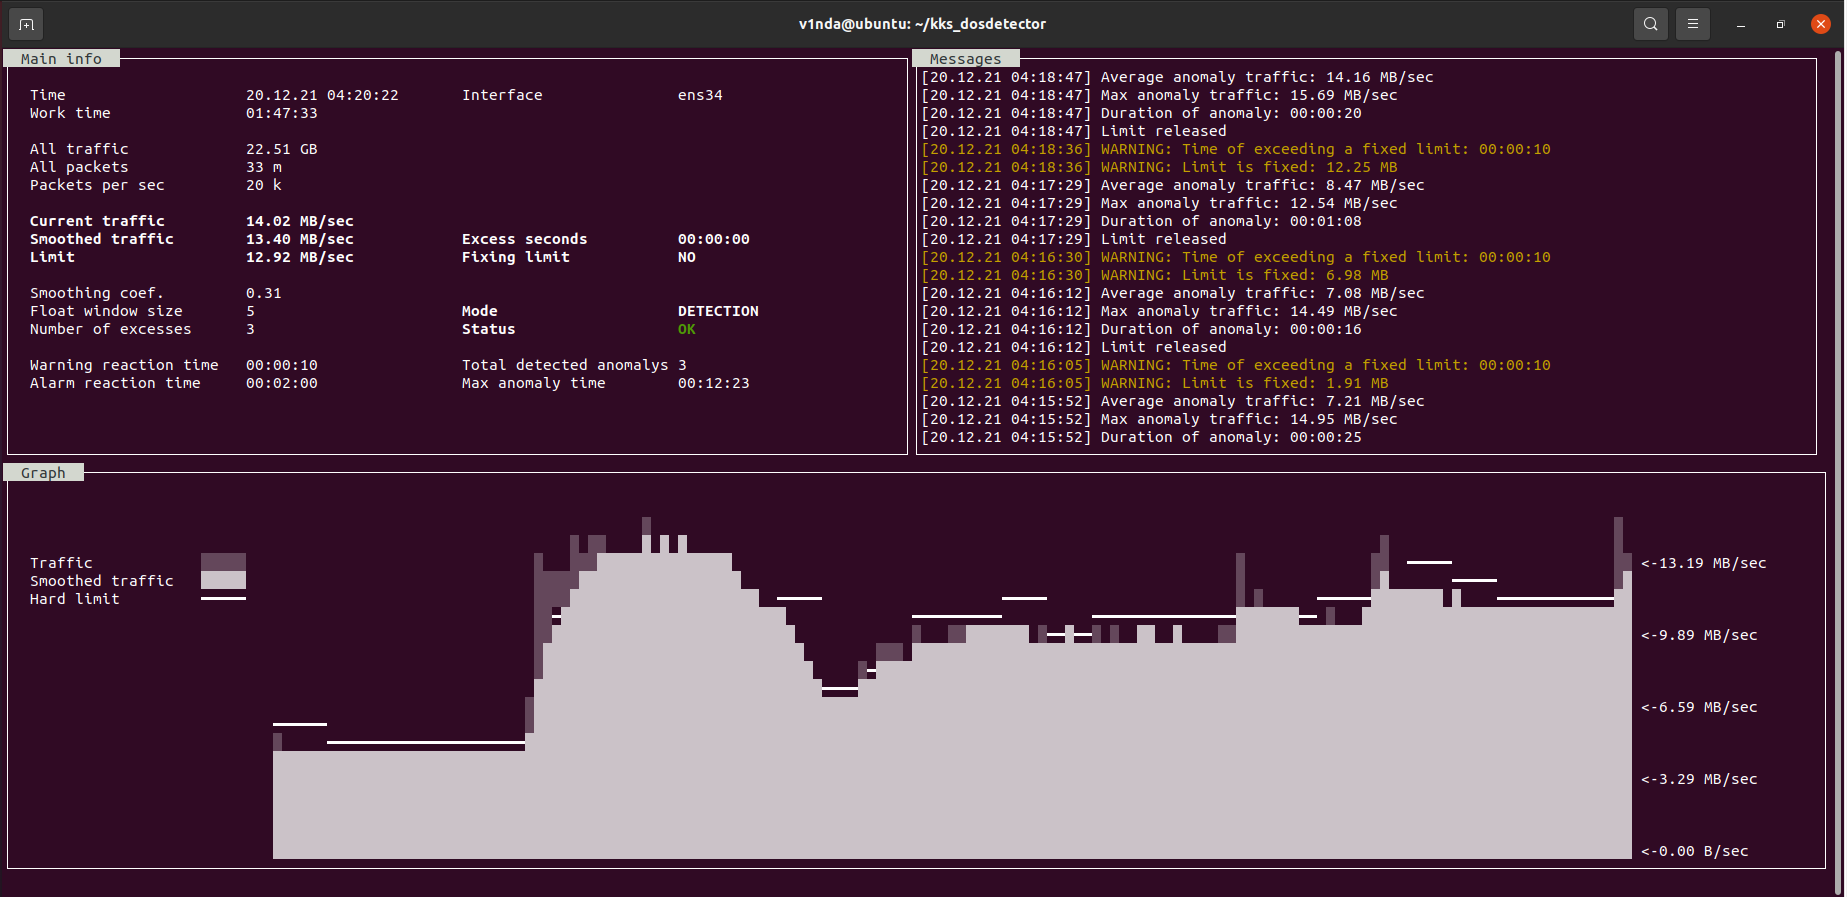 v1nda@ubuntu: ~/kks_dosdetector
Main info
Time 20.12.21 04:20:22 Interface ens34
Work time 01:47:33
All traffic 22.51 GB
All packets 33 m
Packets per sec 20 k
Current traffic 14.02 MB/sec
Smoothed traffic 13.40 MB/sec Excess seconds 00:00:00
Limit 12.92 MB/sec Fixing limit NO
Smoothing coef. 0.31
Float window size 5 Mode DETECTION
Number of excesses 3 Status OK
Warning reaction time 00:00:10 Total detected anomalys 3
Alarm reaction time 00:02:00 Max anomaly time 00:12:23
Messages
[20.12.21 04:18:47] Average anomaly traffic: 14.16 MB/sec
[20.12.21 04:18:47] Max anomaly traffic: 15.69 MB/sec
[20.12.21 04:18:47] Duration of anomaly: 00:00:20
[20.12.21 04:18:47] Limit released
[20.12.21 04:18:36] WARNING: Time of exceeding a fixed limit: 00:00:10
[20.12.21 04:18:36] WARNING: Limit is fixed: 12.25 MB
[20.12.21 04:17:29] Average anomaly traffic: 8.47 MB/sec
[20.12.21 04:17:29] Max anomaly traffic: 12.54 MB/sec
[20.12.21 04:17:29] Duration of anomaly: 00:01:08
[20.12.21 04:17:29] Limit released
[20.12.21 04:16:30] WARNING: Time of exceeding a fixed limit: 00:00:10
[20.12.21 04:16:30] WARNING: Limit is fixed: 6.98 MB
[20.12.21 04:16:12] Average anomaly traffic: 7.08 MB/sec
[20.12.21 04:16:12] Max anomaly traffic: 14.49 MB/sec
[20.12.21 04:16:12] Duration of anomaly: 00:00:16
[20.12.21 04:16:12] Limit released
[20.12.21 04:16:05] WARNING: Time of exceeding a fixed limit: 00:00:10
[20.12.21 04:16:05] WARNING: Limit is fixed: 1.91 MB
[20.12.21 04:15:52] Average anomaly traffic: 7.21 MB/sec
[20.12.21 04:15:52] Max anomaly traffic: 14.95 MB/sec
[20.12.21 04:15:52] Duration of anomaly: 00:00:25
Graph
Traffic
Smoothed traffic
Hard limit
<-13.19 MB/sec
<-9.89 MB/sec
<-6.59 MB/sec
<-3.29 MB/sec
<-0.00 B/sec